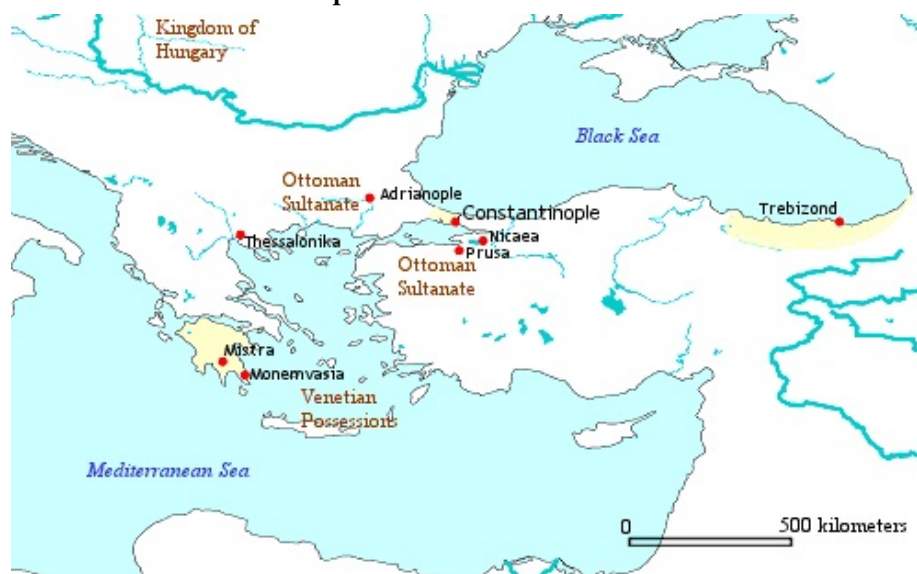 Kingdom of
Hungary
Black Sea
Ottoman
Sultanate
Adrianople
Constantinople
Trebizond
Thessalonika
Nicaea
Prusa
Ottoman
Sultanate
Mistra
Monemvasia
Venetian
Possessions
Mediterranean Sea
0
500 kilometers